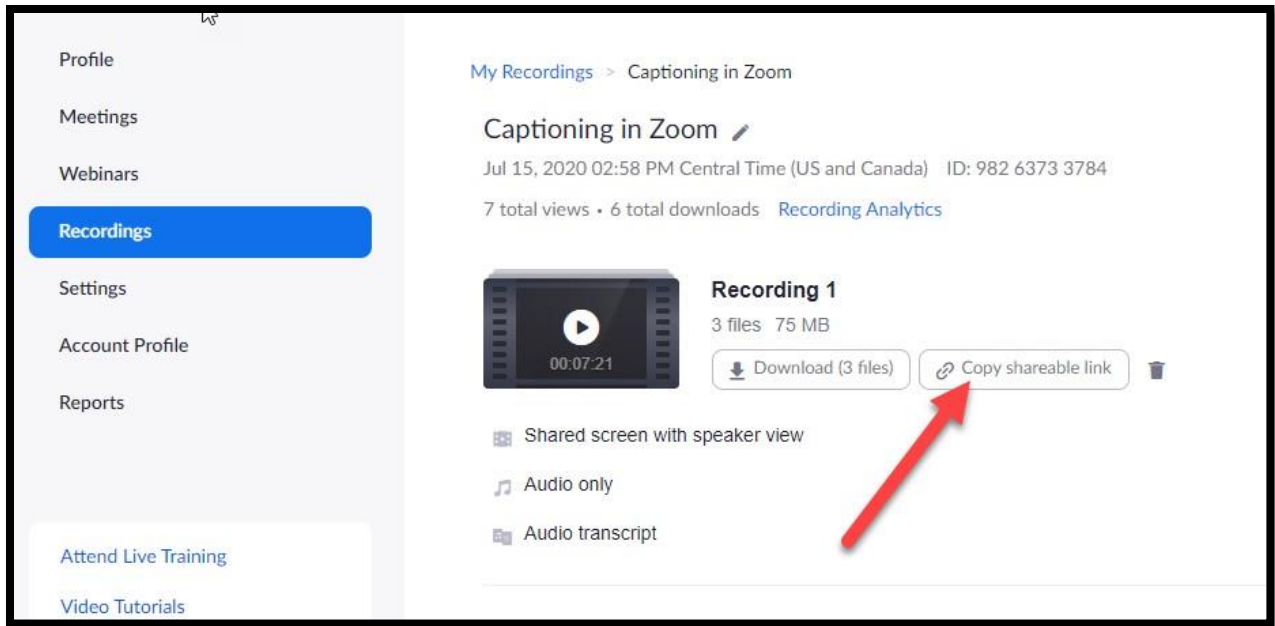 Profile
Meetings
Webinars
Recordings
Settings
Account Profile
Reports
Attend Live Training
Video Tutorials
My Recordings > Captioning in Zoom
Captioning in Zoom
Jul 15, 2020 02:58 PM Central Time (US and Canada) ID: 982 6373 3784
7 total views • 6 total downloads Recording Analytics
00:07:21
Recording 1
3 files 75 MB
Download (3 files) Copy shareable link
Shared screen with speaker view
Audio only
Audio transcript